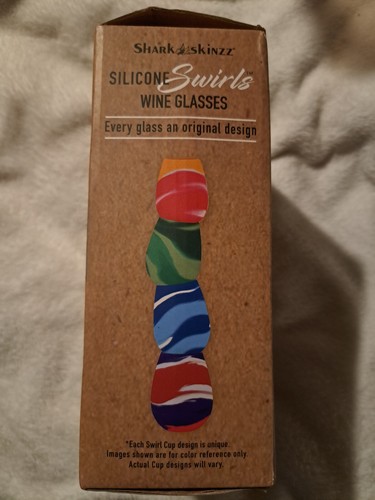 SHARK SKINZZ
SILICONE Swirls
WINE GLASSES
Every glass an original design
*Each Swirl Cup design is unique.
Images shown are for color reference only.
Actual Cup designs will vary.